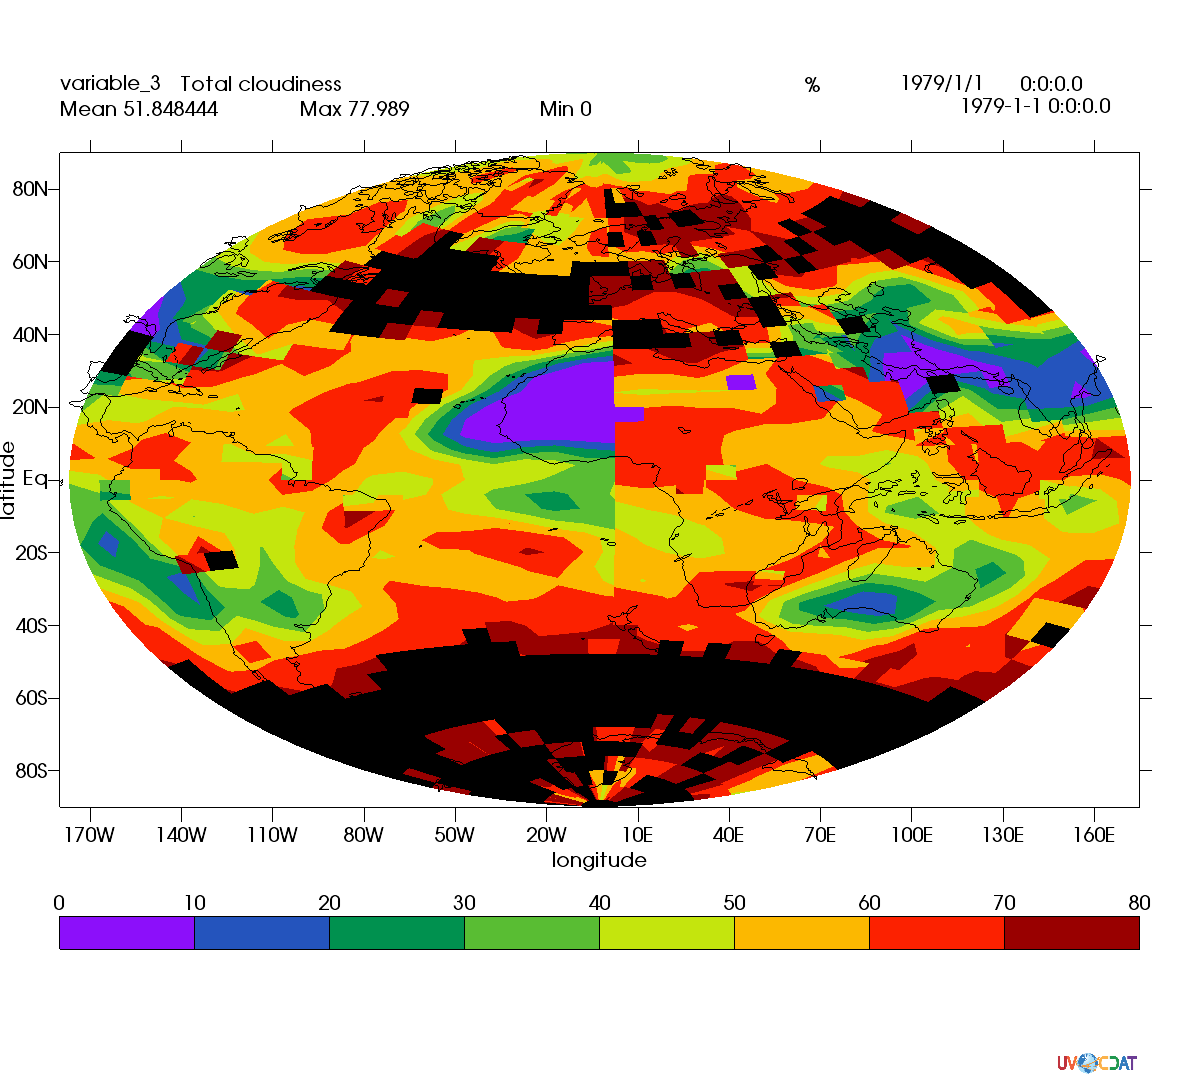 variable_3 Total cloudiness % 1979/1/1 0:0:0.0
Mean 51.848444 Max 77.989 Min 0 1979-1-1 0:0:0.0
80N
60N
40N
20N
Eq
20S
40S
60S
80S
latitude
170W 140W 110W 80W 50W 20W 10E 40E 70E 100E 130E 160E
longitude
0 10 20 30 40 50 60 70 80
UV CDAT